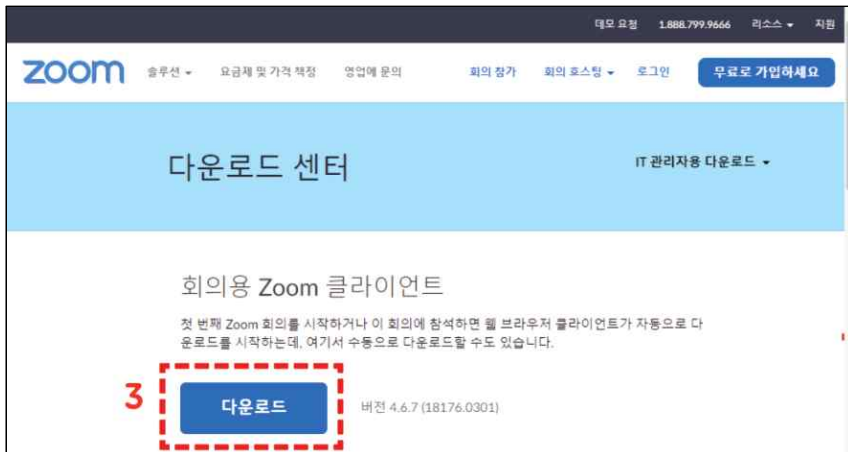 데모 요청 1.888.799.9666 리소스 지원
zoom 솔루션 요금제 및 가격 책정 영업에 문의 회의 참가 회의 호스팅 로그인 무료로 가입하세요
다운로드 센터 IT 관리자용 다운로드
회의용 Zoom 클라이언트
첫 번째 Zoom 회의를 시작하거나 이 회의에 참석하면 웹 브라우저 클라이언트가 자동으로 다
운로드를 시작하는데, 여기서 수동으로 다운로드할 수도 있습니다.
3 다운로드 버전 4.6.7 (18176.0301)